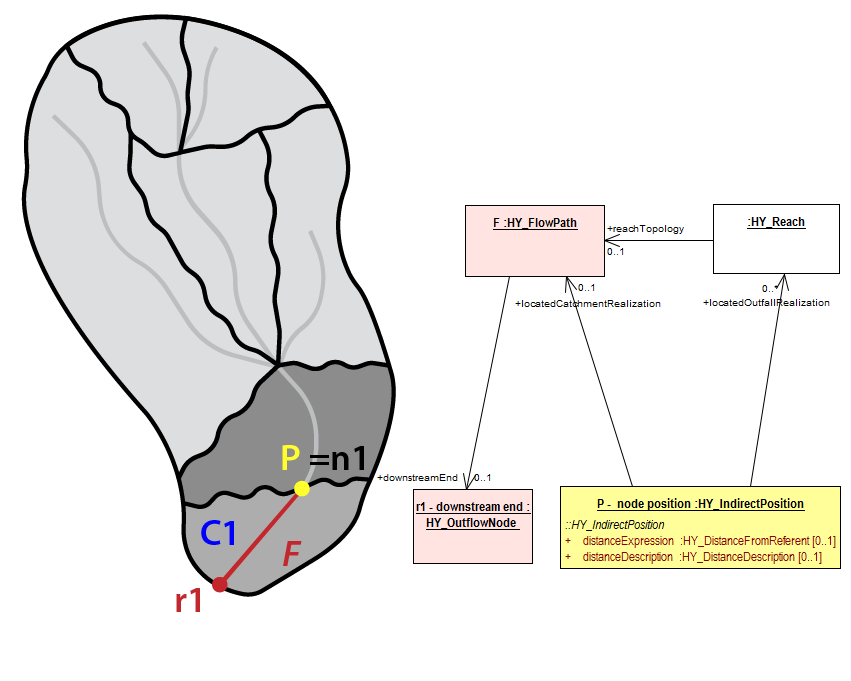 P =n1
C1
F
r1
F :HY_FlowPath
:HY_Reach
+reachTopology
0..1
0..1
+locatedCatchmentRealization
0..*
+locatedOutfallRealization
+downstreamEnd
0..1
r1 - downstream end :
HY_OutflowNode
P - node position :HY_IndirectPosition
::HY_IndirectPosition
+ distanceExpression :HY_DistanceFromReferent [0..1]
+ distanceDescription :HY_DistanceDescription [0..1]